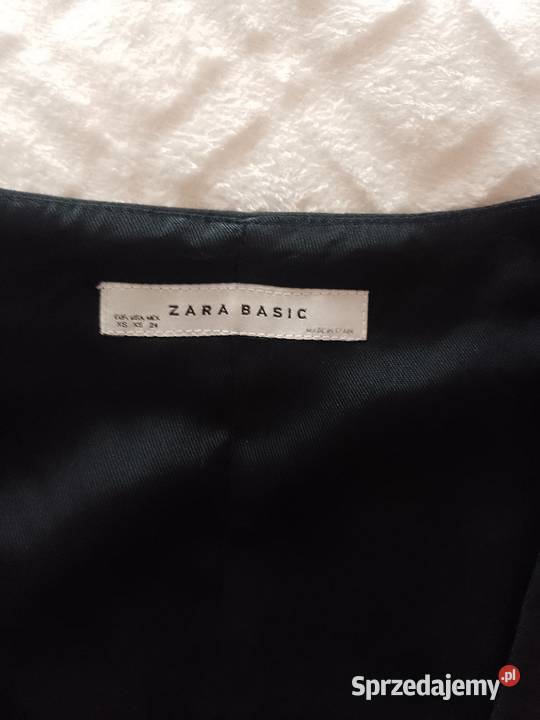 ZARA BASIC
EUR USA MEX
XS XS 24
MADE IN SPAIN
Sprzedajemy.pl